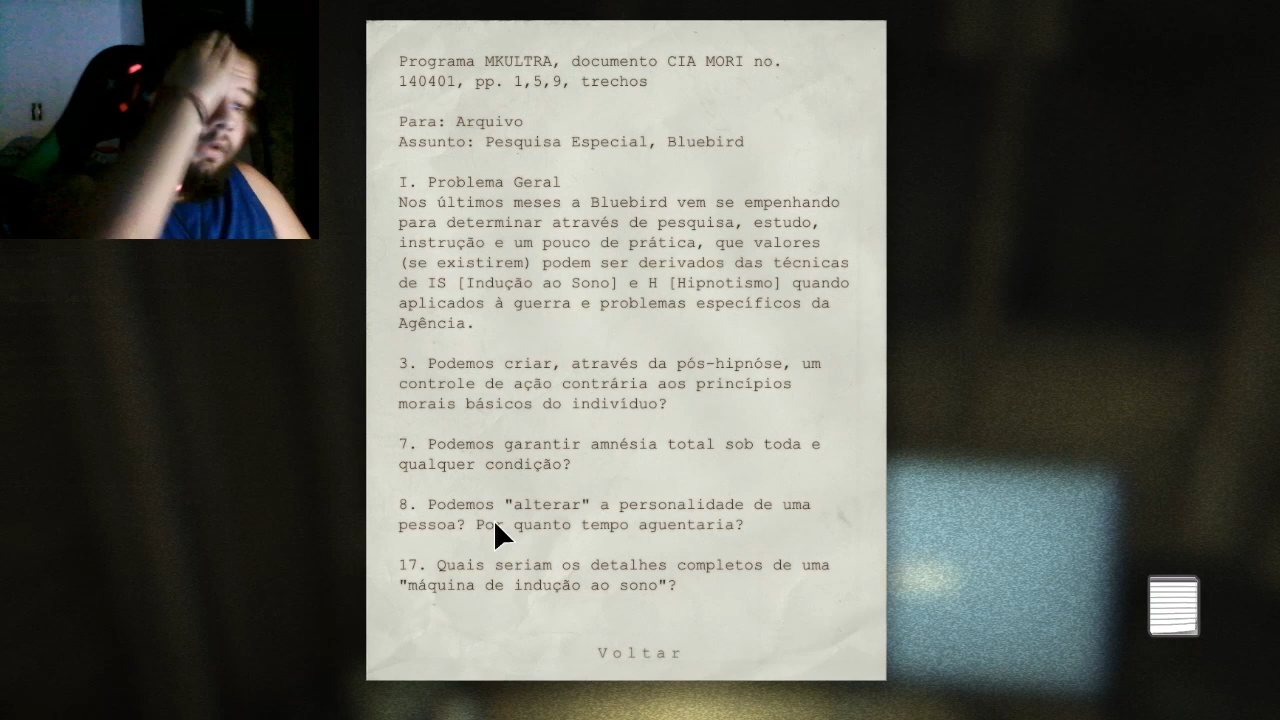 Programa MKULTRA, documento CIA MORI no.
140401, pp. 1,5,9, trechos
Para: Arquivo
Assunto: Pesquisa Especial, Bluebird
I. Problema Geral
Nos últimos meses a Bluebird vem se empenhando
para determinar através de pesquisa, estudo,
instrução e um pouco de prática, que valores
(se existirem) podem ser derivados das técnicas
de IS [Indução ao Sono] e H [Hipnotismo] quando
aplicados à guerra e problemas específicos da
Agência.
3. Podemos criar, através da pós-hipnóse, um
controle de ação contrária aos princípios
morais básicos do indivíduo?
7. Podemos garantir amnésia total sob toda e
qualquer condição?
8. Podemos "alterar" a personalidade de uma
pessoa? Por quanto tempo aguentaria?
17. Quais seriam os detalhes completos de uma
"máquina de indução ao sono"?
Voltar